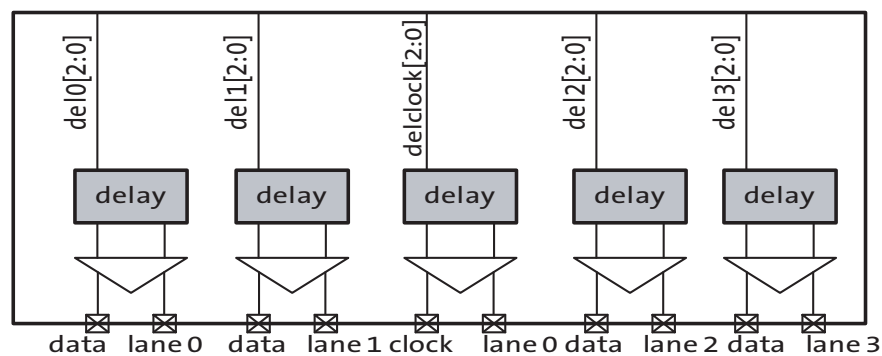 del0[2:0] del1[2:0] delclock[2:0] del2[2:0] del3[2:0]
delay delay delay delay delay
data lane 0 data lane 1 clock lane 0 data lane 2 data lane 3